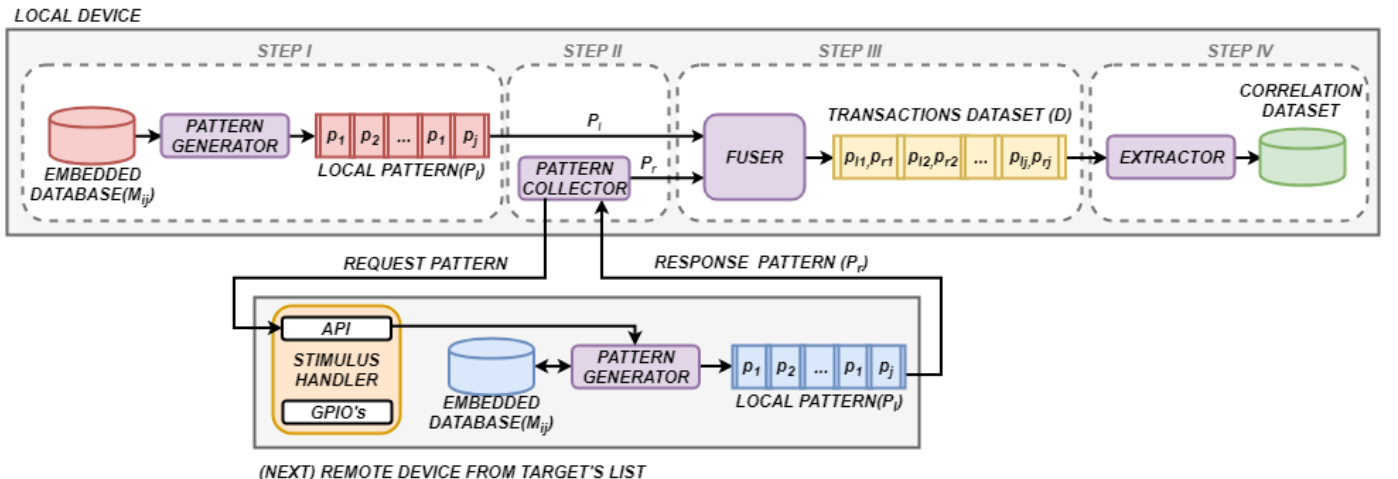 LOCAL DEVICE
STEP I
STEP II
STEP III
STEP IV
EMBEDDED
DATABASE(Mij)
PATTERN
GENERATOR
p1 p2 ... p1 pj
LOCAL PATTERN(Pl)
Pl
PATTERN
COLLECTOR
Pr
FUSER
TRANSACTIONS DATASET (D)
pl1,pr1 pl2,pr2 ... plj,prj
EXTRACTOR
CORRELATION
DATASET
REQUEST PATTERN
RESPONSE PATTERN (Pr)
API
STIMULUS
HANDLER
GPIO's
EMBEDDED
DATABASE(Mij)
PATTERN
GENERATOR
p1 p2 ... p1 pj
LOCAL PATTERN(Pl)
(NEXT) REMOTE DEVICE FROM TARGET'S LIST